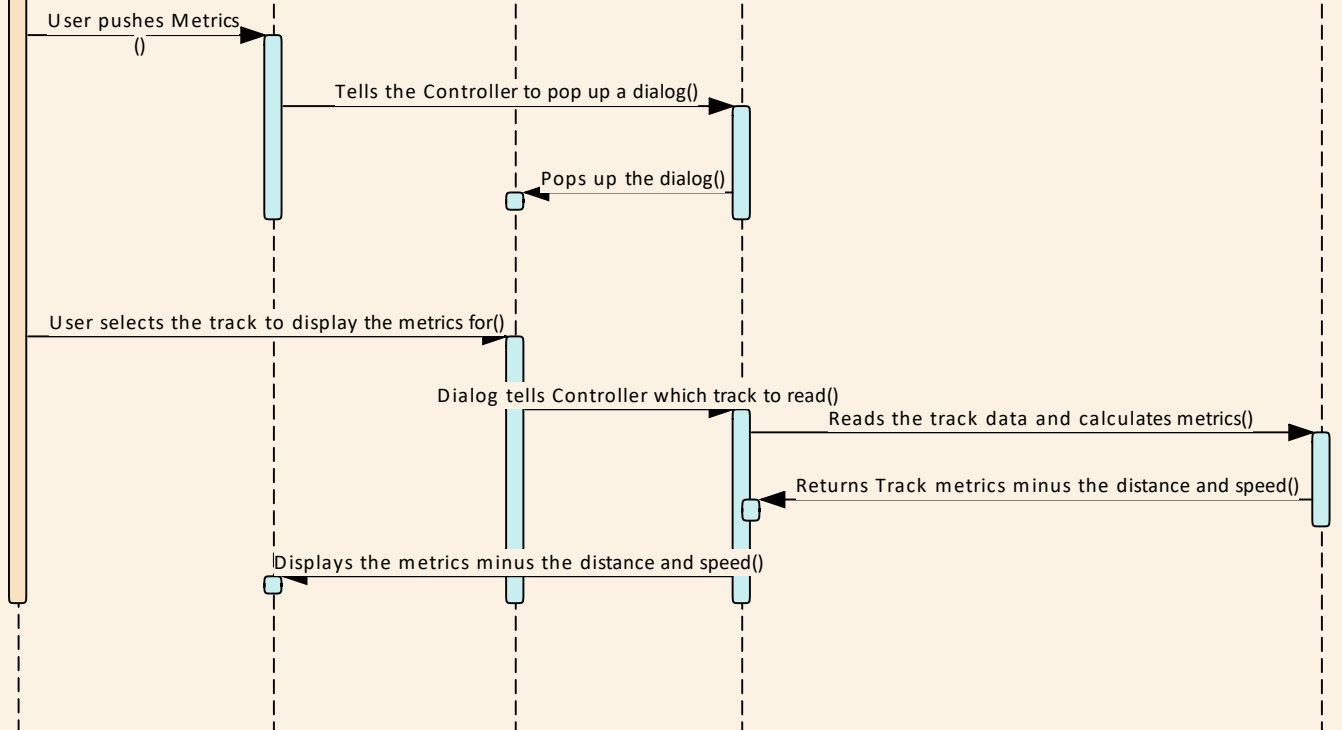 User pushes Metrics
()
Tells the Controller to pop up a dialog()
Pops up the dialog()
User selects the track to display the metrics for()
Dialog tells Controller which track to read()
Reads the track data and calculates metrics()
Returns Track metrics minus the distance and speed()
Displays the metrics minus the distance and speed()